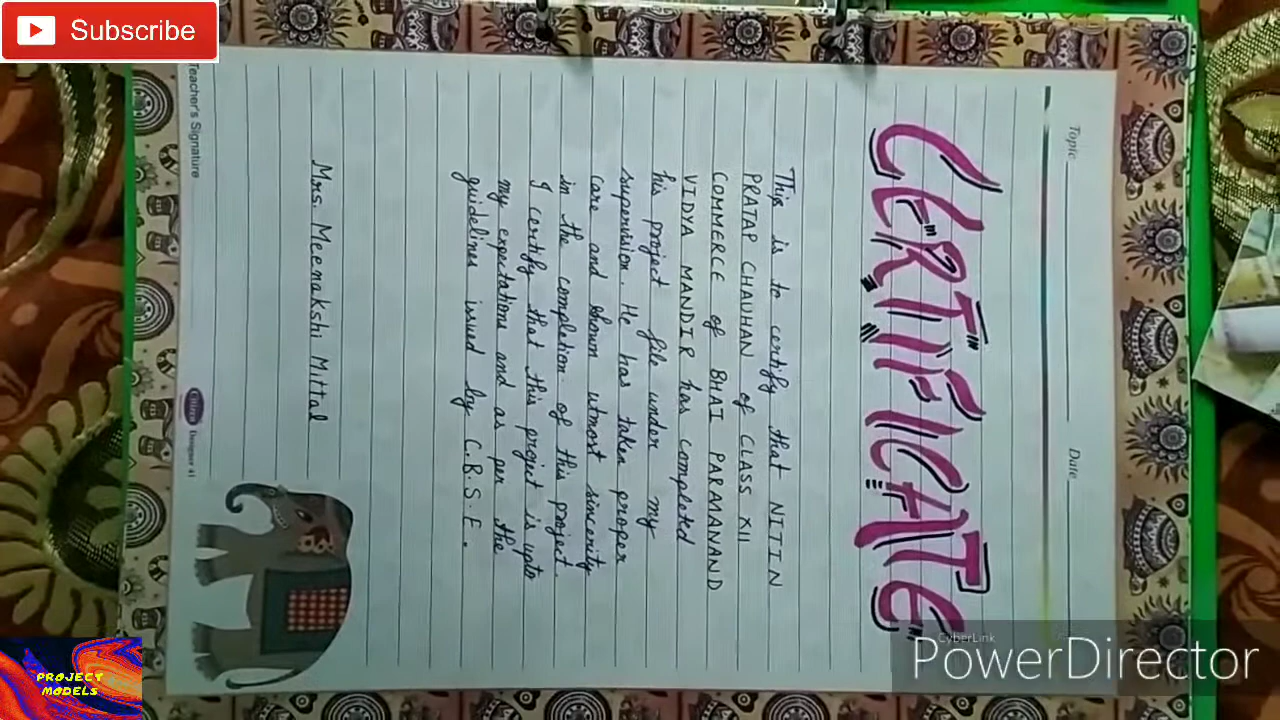 Subscribe
Topic
Date
CERTIFICATE
This is to certify that NITIN
PRATAP CHAUHAN of CLASS XII
COMMERCE of BHAI PARAMANAND
VIDYA MANDIR has completed
his project file under my
supervision. He has taken proper
care and shown utmost sincerity
in the completion of this project.
I certify that this project is upto
my expectations and as per the
guidelines issued by C.B.S.E.
Mrs. Meenakshi Mittal
Teacher's Signature
Designer 41
PROJECT
MODELS
CyberLink
PowerDirector